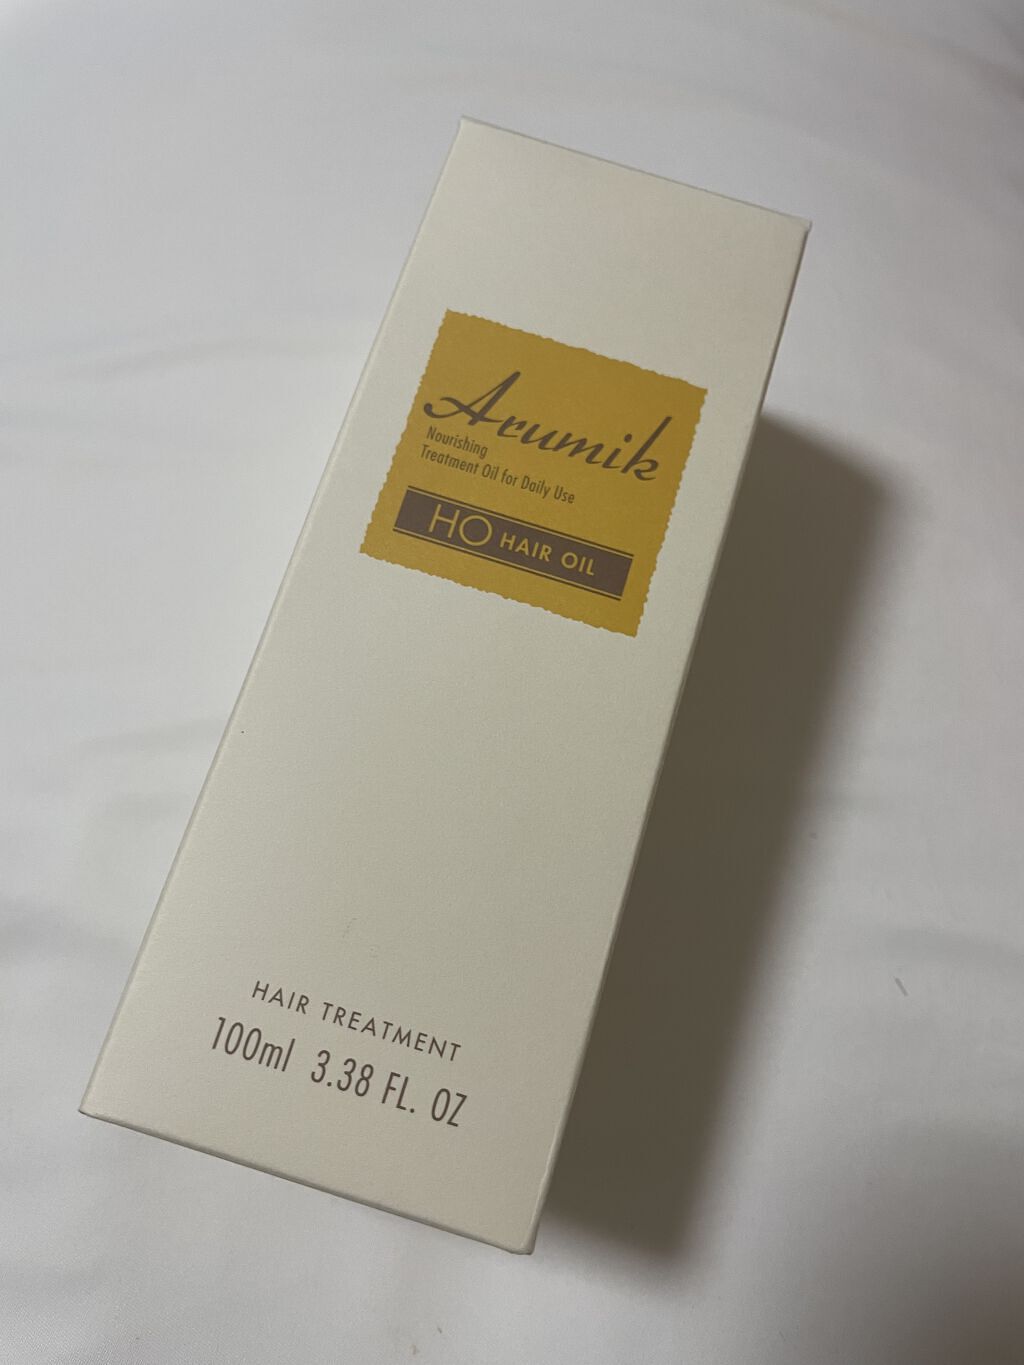 Arumik
Nourishing
Treatment Oil for Daily Use
HO HAIR OIL
HAIR TREATMENT
100ml 3.38 FL. OZ